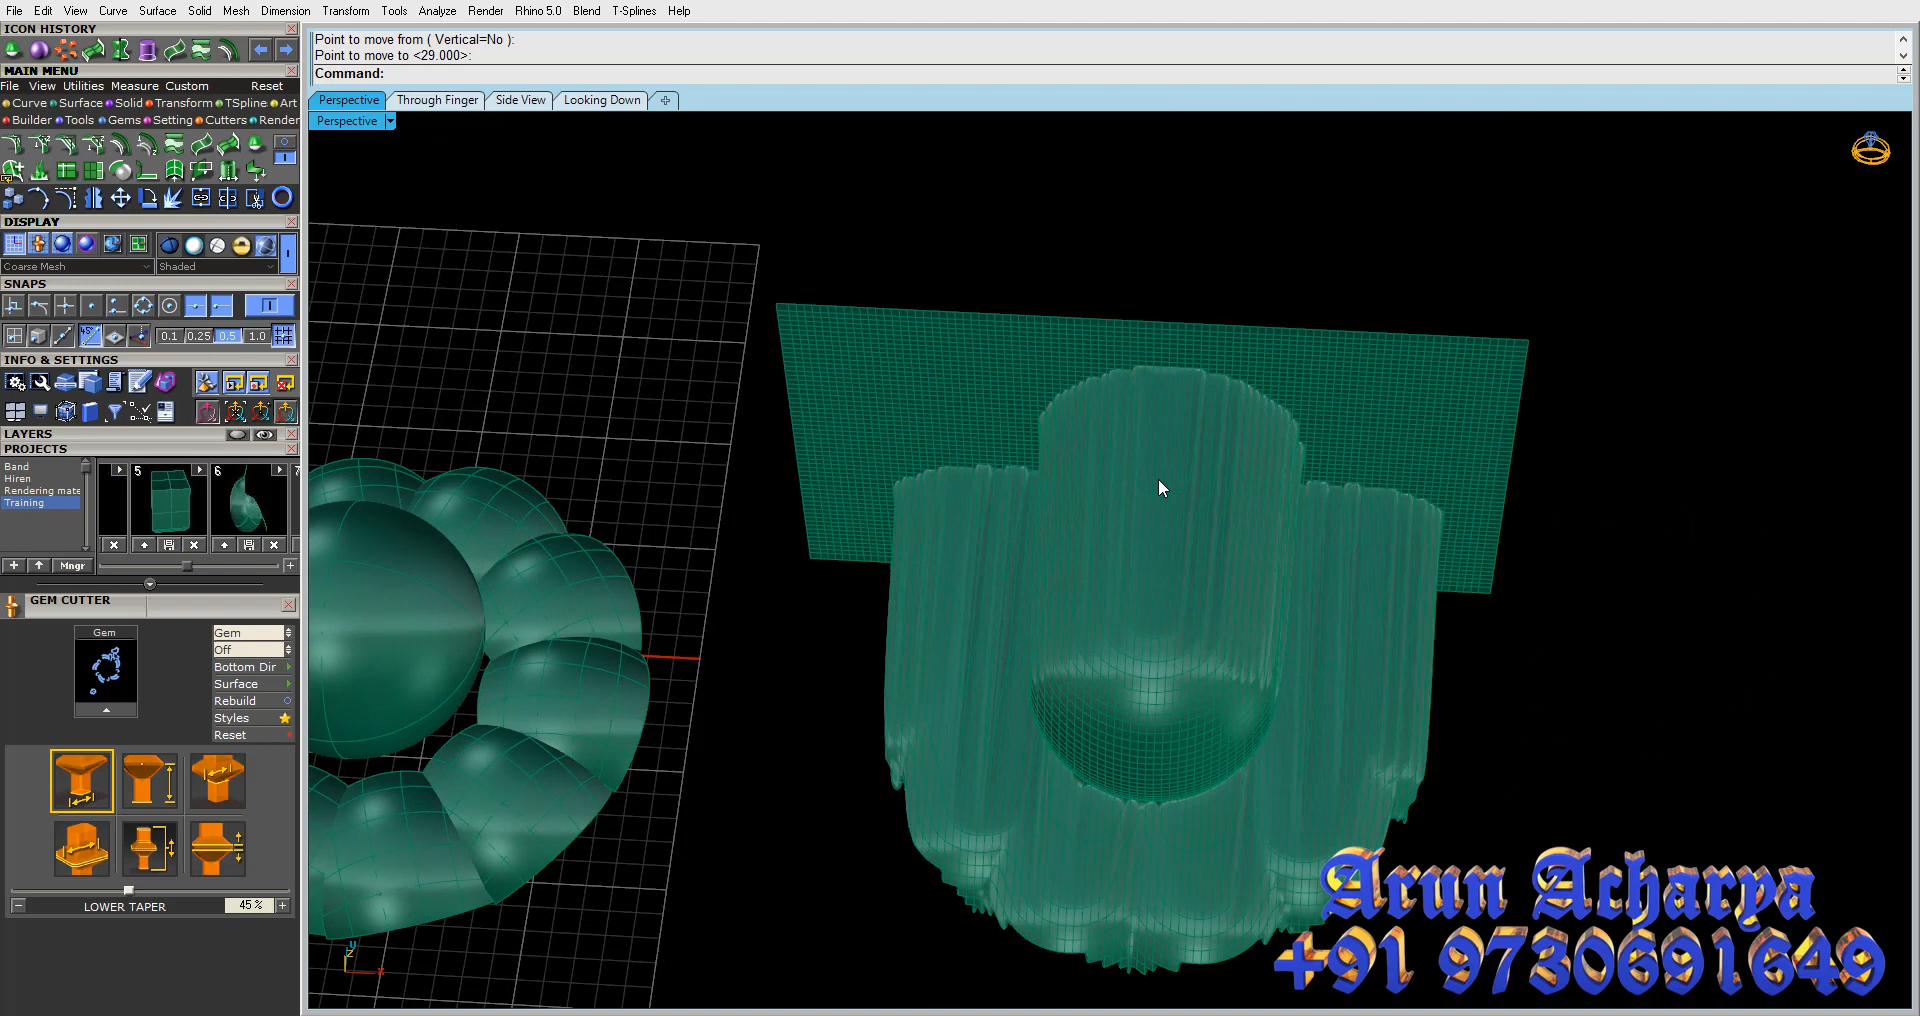 File Edit View Curve Surface Solid Mesh Dimension Transform Tools Analyze Render Rhino 5.0 Blend T-Splines Help
ICON HISTORY
MAIN MENU
File View Utilities Measure Custom Reset
Curve Surface Solid Transform TSpline Art
Builder Tools Gems Setting Cutters Render
DISPLAY
Coarse Mesh Shaded
SNAPS
45°
0.1 0.25 0.5 1.0
INFO & SETTINGS
LAYERS
PROJECTS
Band
Hiren
Rendering mate
Training
5 6 7
Mngr
GEM CUTTER
Gem
Gem
Off
Bottom Dir
Surface
Rebuild
Styles
Reset
LOWER TAPER 45 %
Point to move from ( Vertical=No ):
Point to move to <29.000>:
Command:
Perspective Through Finger Side View Looking Down
Perspective
y
z
x
Arun Acharya
+91 9730691649